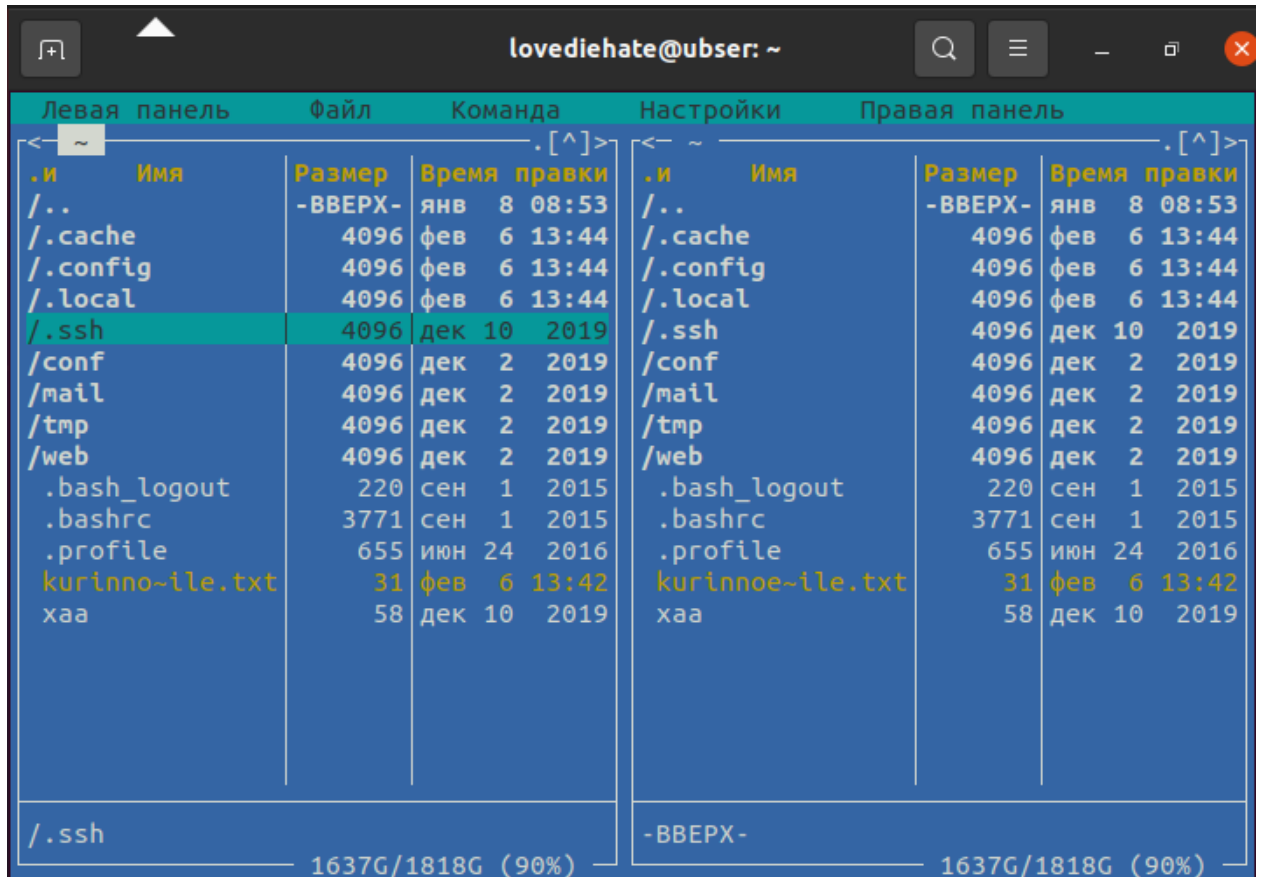 lovediehate@ubser: ~
Левая панель Файл Команда Настройки Правая панель
<─ ~ ─.[^]> <─ ~ ─.[^]>
.и Имя Размер Время правки .и Имя Размер Время правки
/.. -ВВЕРХ- янв 8 08:53 /.. -ВВЕРХ- янв 8 08:53
/.cache 4096 фев 6 13:44 /.cache 4096 фев 6 13:44
/.config 4096 фев 6 13:44 /.config 4096 фев 6 13:44
/.local 4096 фев 6 13:44 /.local 4096 фев 6 13:44
/.ssh 4096 дек 10 2019 /.ssh 4096 дек 10 2019
/conf 4096 дек 2 2019 /conf 4096 дек 2 2019
/mail 4096 дек 2 2019 /mail 4096 дек 2 2019
/tmp 4096 дек 2 2019 /tmp 4096 дек 2 2019
/web 4096 дек 2 2019 /web 4096 дек 2 2019
.bash_logout 220 сен 1 2015 .bash_logout 220 сен 1 2015
.bashrc 3771 сен 1 2015 .bashrc 3771 сен 1 2015
.profile 655 июн 24 2016 .profile 655 июн 24 2016
kurinno~ile.txt 31 фев 6 13:42 kurinnoe~ile.txt 31 фев 6 13:42
xaa 58 дек 10 2019 xaa 58 дек 10 2019
/.ssh -ВВЕРХ-
1637G/1818G (90%) 1637G/1818G (90%)